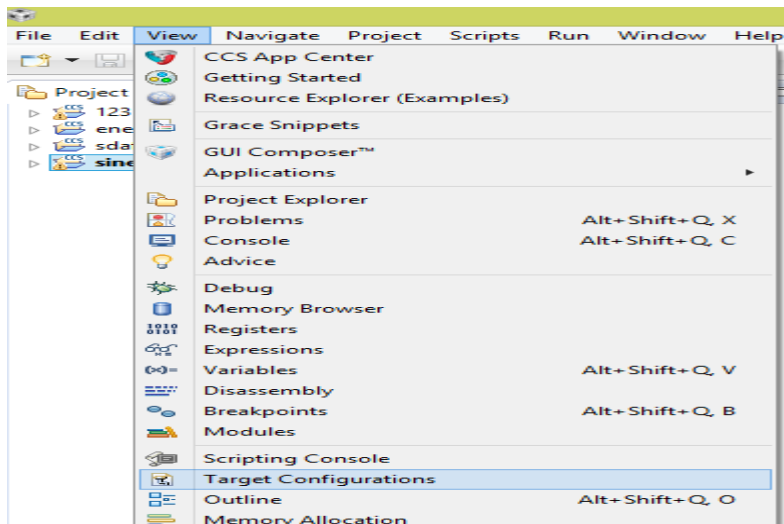 File Edit View Navigate Project Scripts Run Window Help
CCS App Center
Getting Started
Project
Resource Explorer (Examples)
123
Grace Snippets
ene
sda
GUI Composer™
sine
Applications
Project Explorer
Problems Alt+Shift+Q, X
Console Alt+Shift+Q, C
Advice
Debug
Memory Browser
Registers
Expressions
Variables Alt+Shift+Q, V
Disassembly
Breakpoints Alt+Shift+Q, B
Modules
Scripting Console
Target Configurations
Outline Alt+Shift+Q, O
Memory Allocation